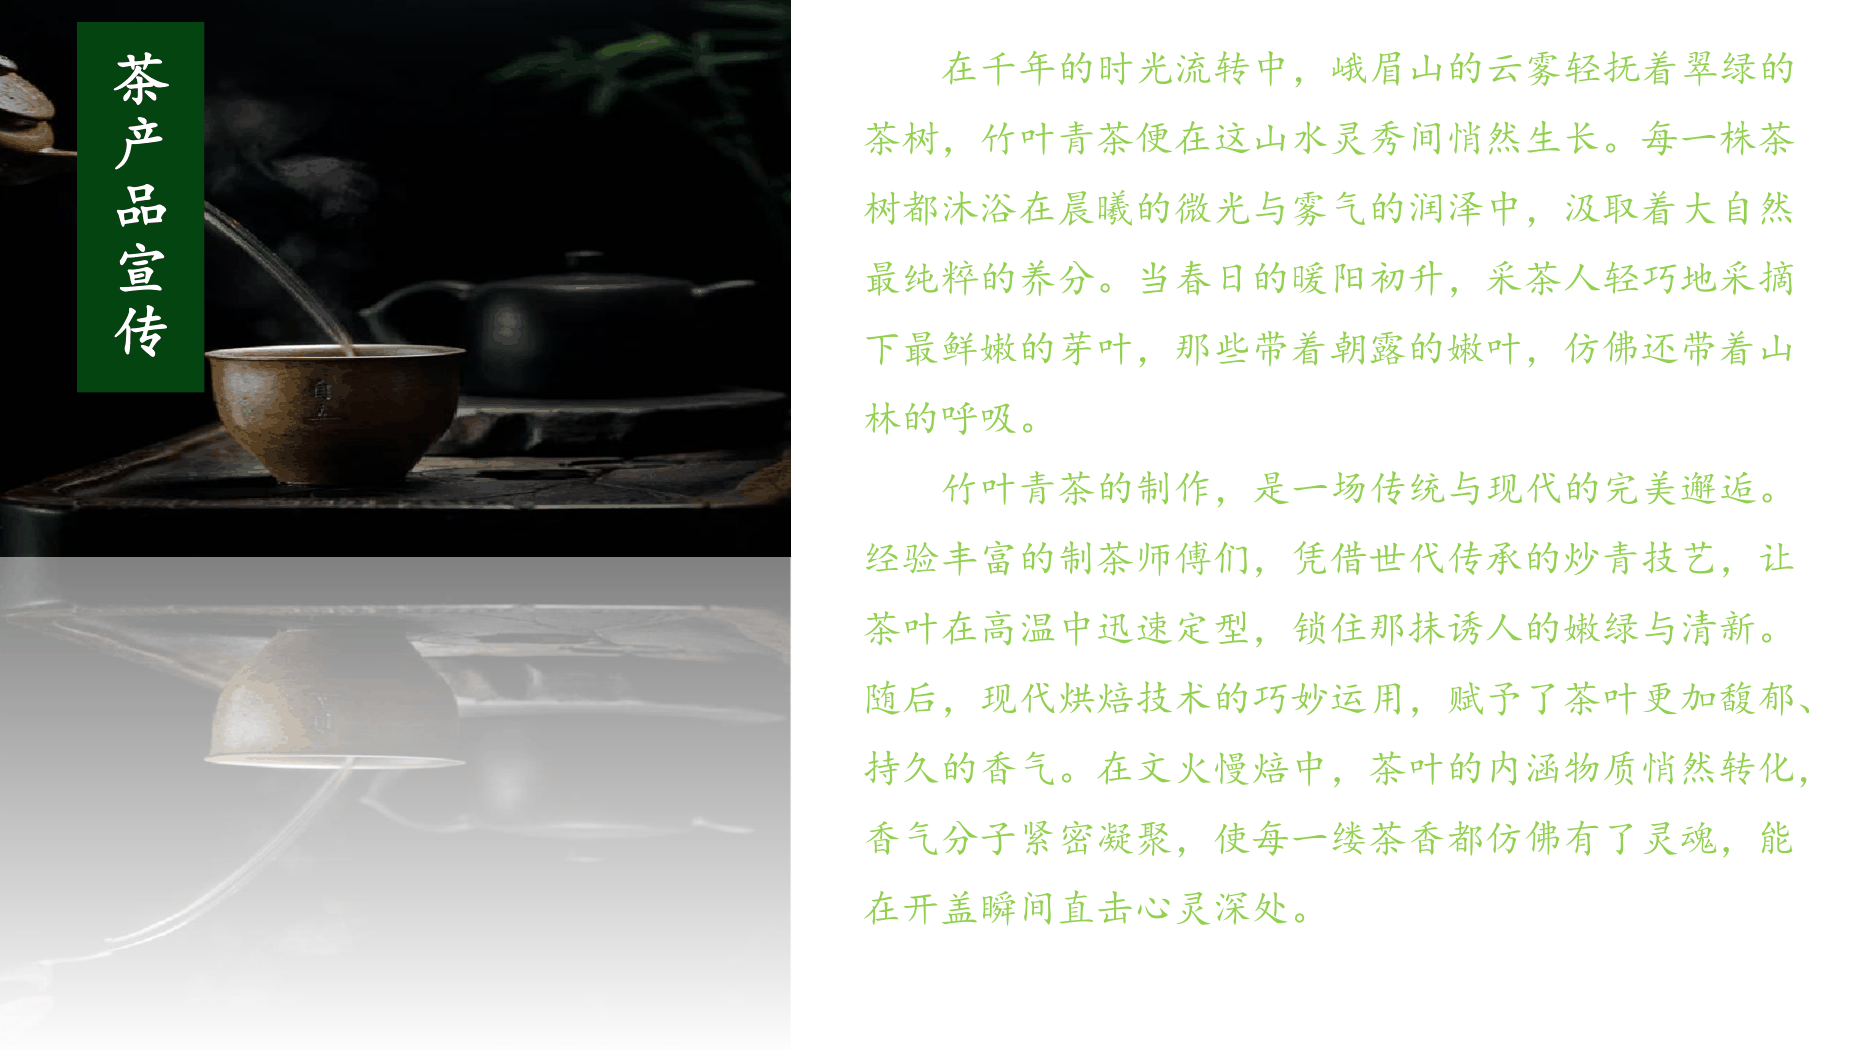 茶产品宣传
在千年的时光流转中，峨眉山的云雾轻抚着翠绿的
茶树，竹叶青茶便在这山水灵秀间悄然生长。每一株茶
树都沐浴在晨曦的微光与雾气的润泽中，汲取着大自然
最纯粹的养分。当春日的暖阳初升，采茶人轻巧地采摘
下最鲜嫩的芽叶，那些带着朝露的嫩叶，仿佛还带着山
林的呼吸。
竹叶青茶的制作，是一场传统与现代的完美邂逅。
经验丰富的制茶师傅们，凭借世代传承的炒青技艺，让
茶叶在高温中迅速定型，锁住那抹诱人的嫩绿与清新。
随后，现代烘焙技术的巧妙运用，赋予了茶叶更加馥郁、
持久的香气。在文火慢焙中，茶叶的内涵物质悄然转化，
香气分子紧密凝聚，使每一缕茶香都仿佛有了灵魂，能
在开盖瞬间直击心灵深处。